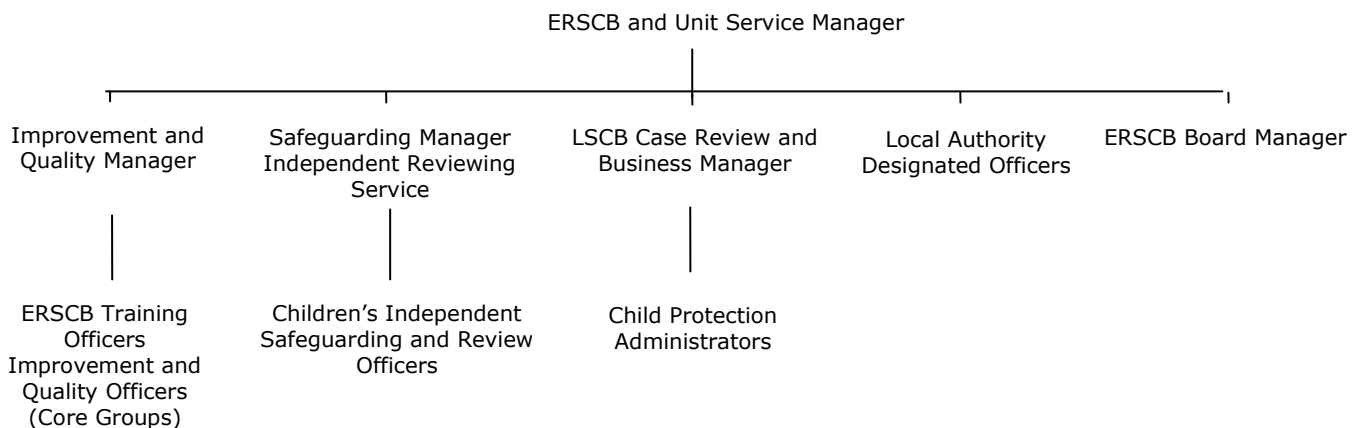 ERSCB and Unit Service Manager
Improvement and
Quality Manager
Safeguarding Manager
Independent Reviewing
Service
LSCB Case Review and
Business Manager
Local Authority
Designated Officers
ERSCB Board Manager
ERSCB Training
Officers
Improvement and
Quality Officers
(Core Groups)
Children’s Independent
Safeguarding and Review
Officers
Child Protection
Administrators